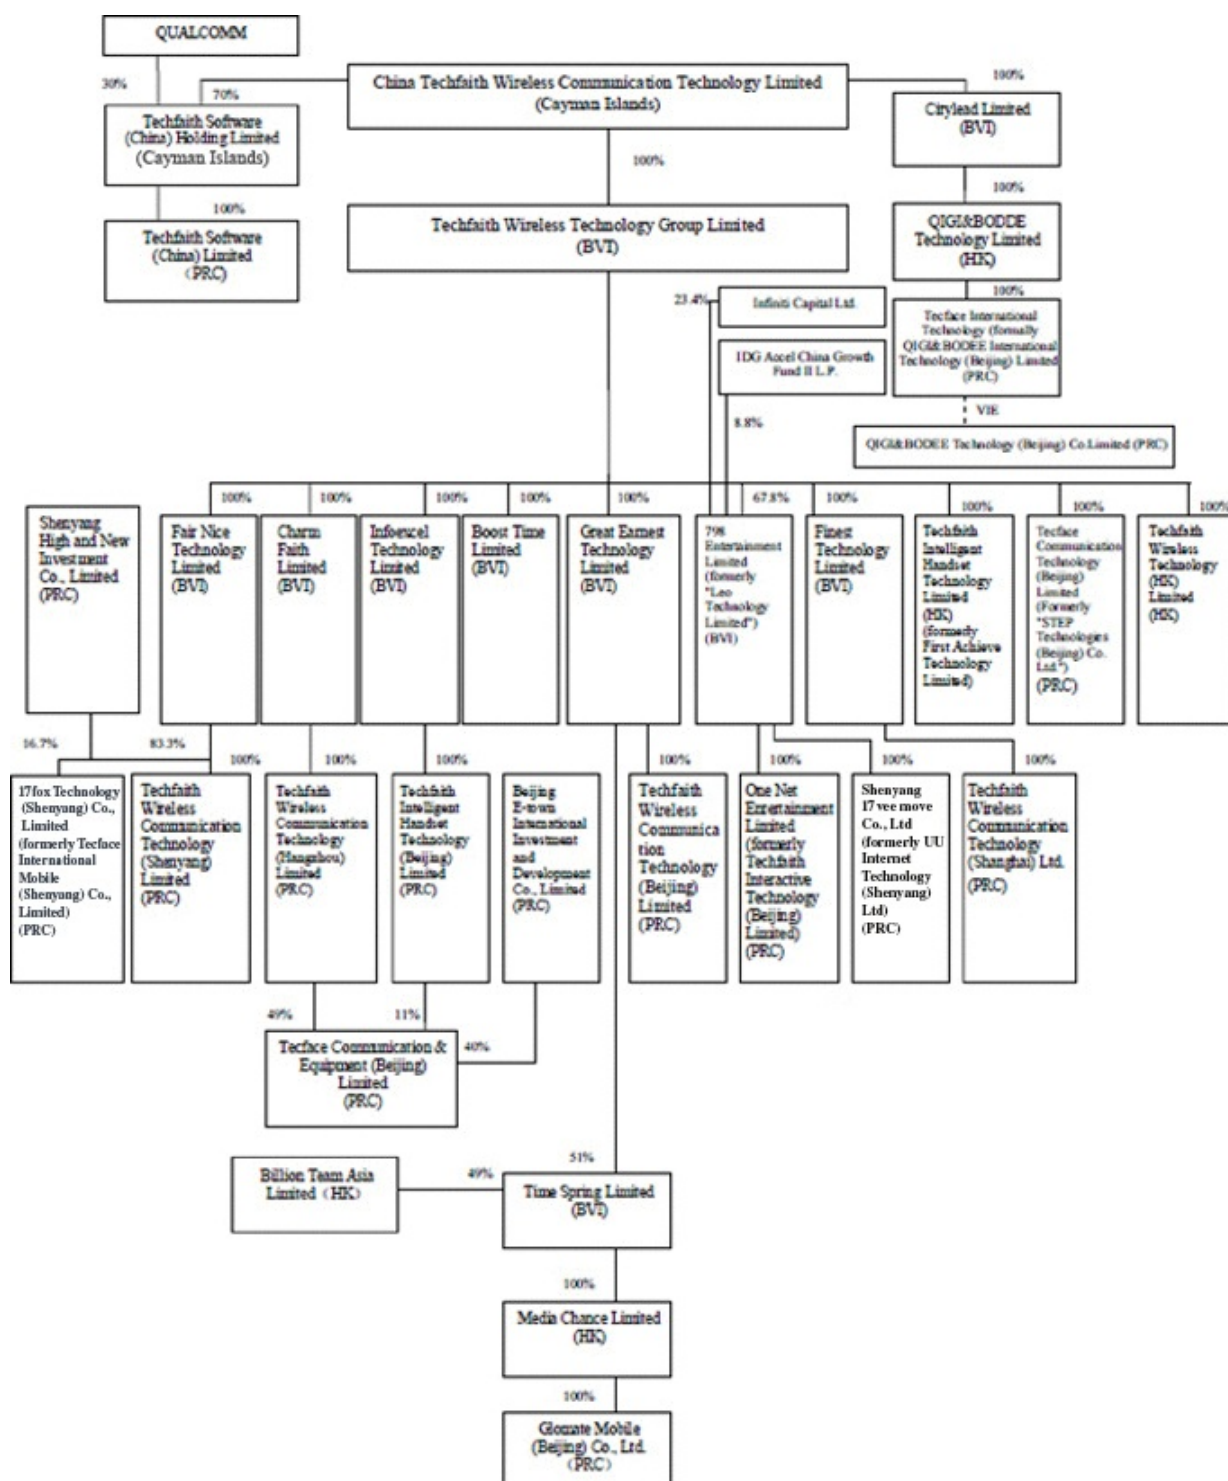 QUALCOMM
30%
70%
China Techfaith Wireless Communication Technology Limited
(Cayman Islands)
100%
Techfaith Software
(China) Holding Limited
(Cayman Islands)
Citylead Limited
(BVI)
100%
100%
100%
Techfaith Software
(China) Limited
(PRC)
Techfaith Wireless Technology Group Limited
(BVI)
QIGI&BODDE
Technology Limited
(HK)
100%
23.4%
Infiniti Capital Ltd.
Tecface International
Technology (formally
QIGI&BODEE International
Technology (Beijing) Limited
(PRC)
IDG Accel China Growth
Fund II L.P.
8.8%
VIE
QIGI&BODEE Technology (Beijing) Co.Limited (PRC)
100%
100%
100%
100%
100%
67.8%
100%
100%
100%
100%
Shenyang
High and New
Investment
Co., Limited
(PRC)
Fair Nice
Technology
Limited
(BVI)
Charm
Faith
Limited
(BVI)
Infoexcel
Technology
Limited
(BVI)
Boost Time
Limited
(BVI)
Great Earnest
Technology
Limited
(BVI)
798
Entertainment
Limited
(formerly
"Leo
Technology
Limited")
(BVI)
Finest
Technology
Limited
(BVI)
Techfaith
Intelligent
Handset
Technology
Limited
(HK)
(formerly
First Achieve
Technology
Limited)
Tecface
Communication
Technology
(Beijing)
Limited
(Formerly
"STEP
Technologies
(Beijing) Co.
Ltd.")
(PRC)
Techfaith
Wireless
Technology
(HK)
Limited
(HK)
16.7%
83.3%
100%
100%
100%
100%
100%
100%
100%
17fox Technology
(Shenyang) Co.,
Limited
(formerly Tecface
International
Mobile
(Shenyang) Co.,
Limited)
(PRC)
Techfaith
Wireless
Communication
Technology
(Shenyang)
Limited
(PRC)
Techfaith
Wireless
Communication
Technology
(Hangzhou)
Limited
(PRC)
Techfaith
Intelligent
Handset
Technology
(Beijing)
Limited
(PRC)
Beijing
E-town
International
Investment
and
Development
Co., Limited
(PRC)
Techfaith
Wireless
Communica
tion
Technology
(Beijing)
Limited
(PRC)
One Net
Entertainment
Limited
(formerly
Techfaith
Interactive
Technology
(Beijing)
Limited)
(PRC)
Shenyang
17 vee move
Co., Ltd
(formerly UU
Internet
Technology
(Shenyang)
Ltd)
(PRC)
Techfaith
Wireless
Communication
Technology
(Shanghai) Ltd.
(PRC)
49%
11%
40%
Tecface Communication &
Equipment (Beijing)
Limited
(PRC)
51%
Billion Team Asia
Limited (HK)
49%
Time Spring Limited
(BVI)
100%
Media Chance Limited
(HK)
100%
Glomate Mobile
(Beijing) Co., Ltd.
(PRC)